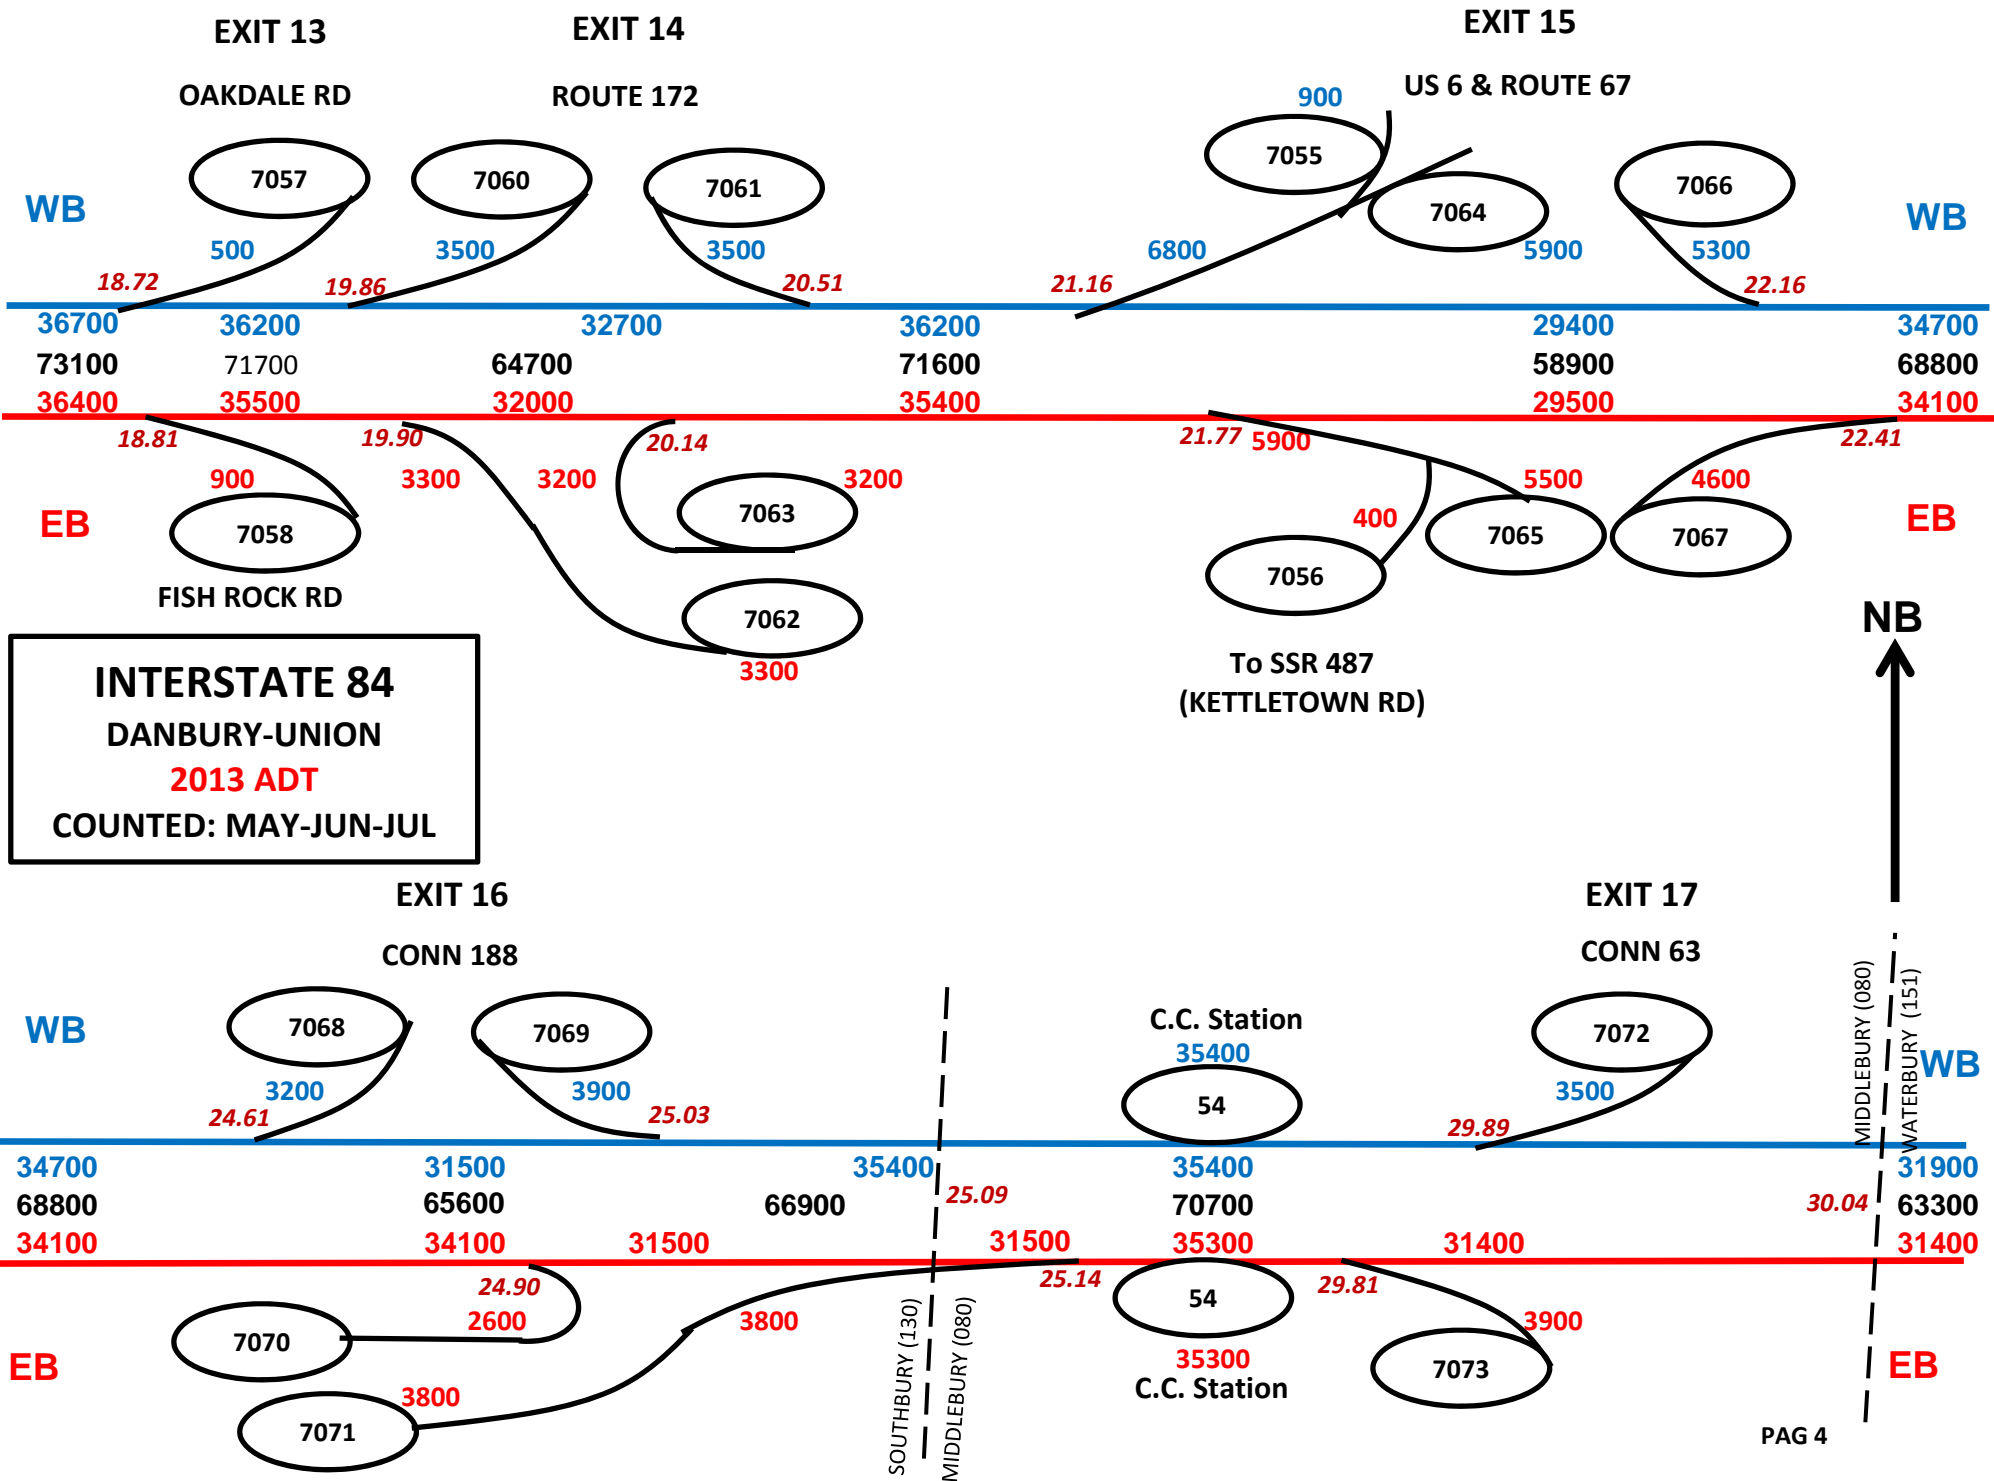 EXIT 13
EXIT 14
EXIT 15
OAKDALE RD
ROUTE 172
US 6 & ROUTE 67
900
7057
7060
7061
7055
7064
7066
WB
WB
500
3500
3500
6800
5900
5300
18.72
19.86
20.51
21.16
22.16
36700
36200
32700
36200
29400
34700
73100
71700
64700
71600
58900
68800
36400
35500
32000
35400
29500
34100
18.81
19.90
20.14
21.77
5900
22.41
900
3300
3200
3200
5500
4600
EB
7058
7063
400
7065
7067
EB
FISH ROCK RD
7062
7056
3300
NB
To SSR 487
(KETTLETOWN RD)
INTERSTATE 84
DANBURY-UNION
2013 ADT
COUNTED: MAY-JUN-JUL
EXIT 16
EXIT 17
CONN 188
CONN 63
MIDDLEBURY (080)
WATERBURY (151)
WB
7068
7069
C.C. Station
35400
54
7072
WB
3200
3900
3500
24.61
25.03
29.89
34700
31500
35400
35400
31900
68800
65600
66900
25.09
70700
30.04
63300
34100
34100
31500
31500
35300
31400
31400
24.90
25.14
29.81
2600
3800
54
3900
7070
SOUTHBURY (130)
MIDDLEBURY (080)
35300
C.C. Station
7073
EB
EB
3800
7071
PAG 4